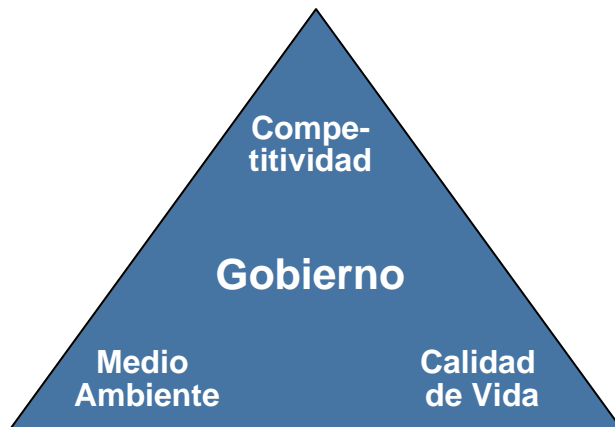 Compe-
titividad
Gobierno
Medio
Ambiente
Calidad
de Vida